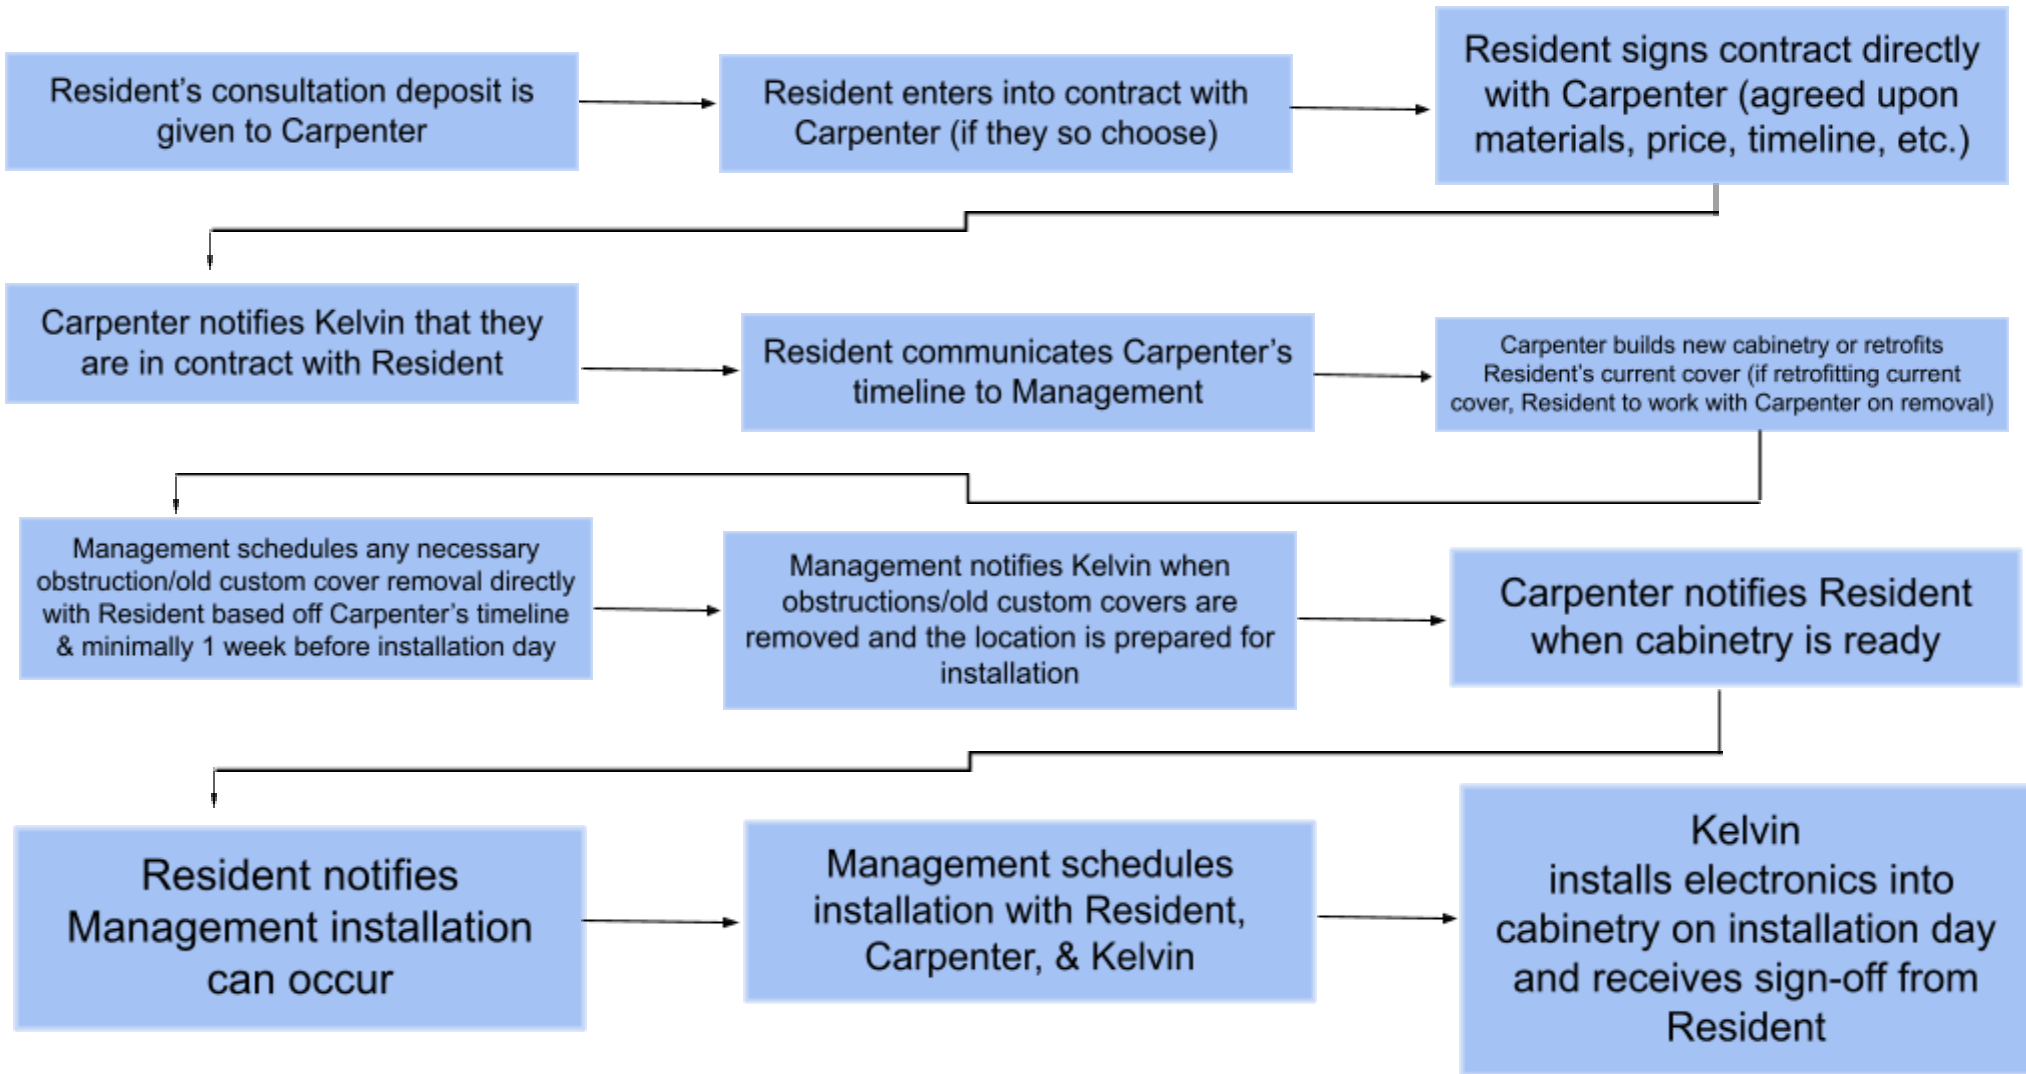 Resident’s consultation deposit is
given to Carpenter
Resident enters into contract with
Carpenter (if they so choose)
Resident signs contract directly
with Carpenter (agreed upon
materials, price, timeline, etc.)
Carpenter notifies Kelvin that they
are in contract with Resident
Resident communicates Carpenter’s
timeline to Management
Carpenter builds new cabinetry or retrofits
Resident’s current cover (if retrofitting current
cover, Resident to work with Carpenter on removal)
Management schedules any necessary
obstruction/old custom cover removal directly
with Resident based off Carpenter’s timeline
& minimally 1 week before installation day
Management notifies Kelvin when
obstructions/old custom covers are
removed and the location is prepared for
installation
Carpenter notifies Resident
when cabinetry is ready
Resident notifies
Management installation
can occur
Management schedules
installation with Resident,
Carpenter, & Kelvin
Kelvin
installs electronics into
cabinetry on installation day
and receives sign-off from
Resident